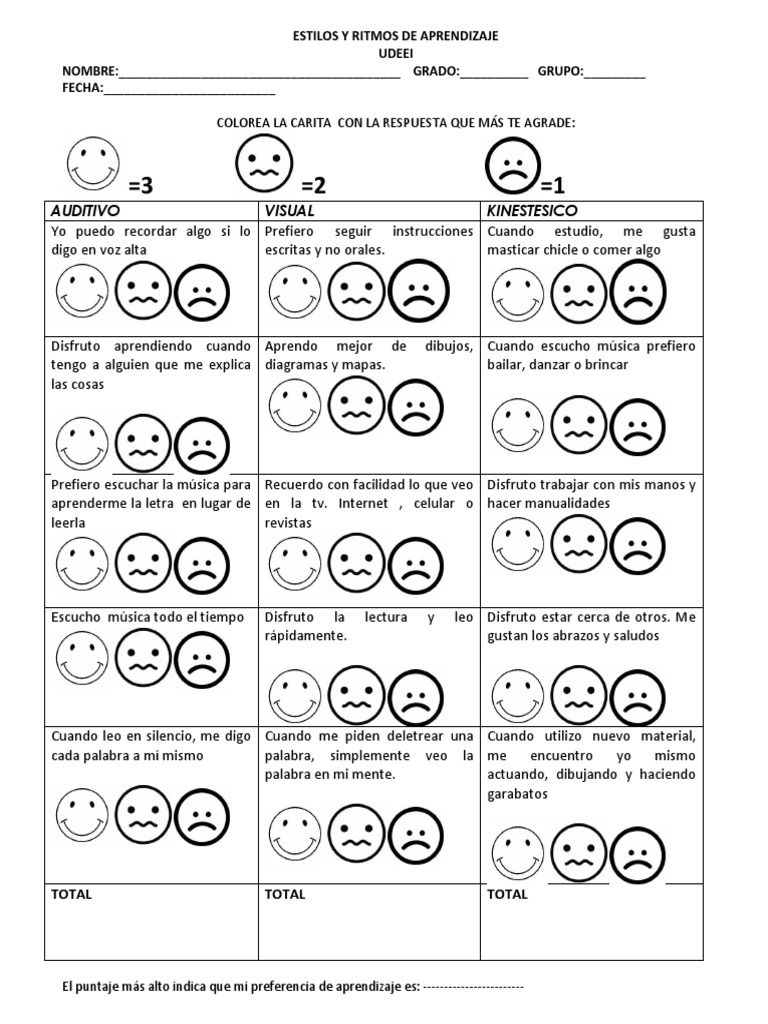 ESTILOS Y RITMOS DE APRENDIZAJE
UDEEI
NOMBRE:_________________________________________ GRADO:__________ GRUPO:_________
FECHA:_________________________
COLOREA LA CARITA CON LA RESPUESTA QUE MÁS TE AGRADE:
=3 =2 =1
AUDITIVO VISUAL KINESTESICO
Yo puedo recordar algo si lo
digo en voz alta
Prefiero seguir instrucciones
escritas y no orales.
Cuando estudio, me gusta
masticar chicle o comer algo
Disfruto aprendiendo cuando
tengo a alguien que me explica
las cosas
Aprendo mejor de dibujos,
diagramas y mapas.
Cuando escucho música prefiero
bailar, danzar o brincar
Prefiero escuchar la música para
aprenderme la letra en lugar de
leerla
Recuerdo con facilidad lo que veo
en la tv. Internet , celular o
revistas
Disfruto trabajar con mis manos y
hacer manualidades
Escucho música todo el tiempo
Disfruto la lectura y leo
rápidamente.
Disfruto estar cerca de otros. Me
gustan los abrazos y saludos
Cuando leo en silencio, me digo
cada palabra a mí mismo
Cuando me piden deletrear una
palabra, simplemente veo la
palabra en mi mente.
Cuando utilizo nuevo material,
me encuentro yo mismo
actuando, dibujando y haciendo
garabatos
TOTAL TOTAL TOTAL
El puntaje más alto indica que mi preferencia de aprendizaje es: ------------------------